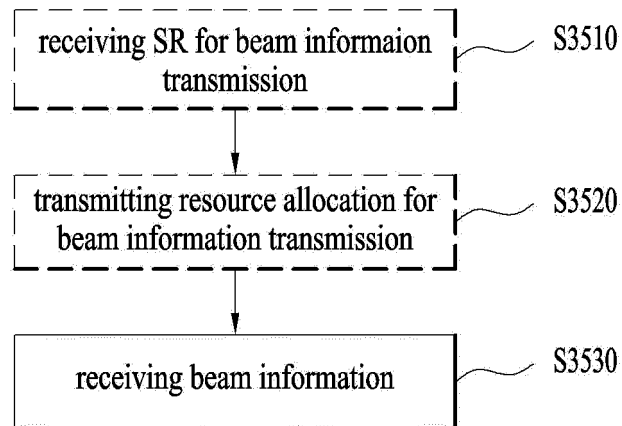 receiving SR for beam informaion
S3510
transmission
transmitting resource allocation for
S3520
beam information transmission
S3530
receiving beam information